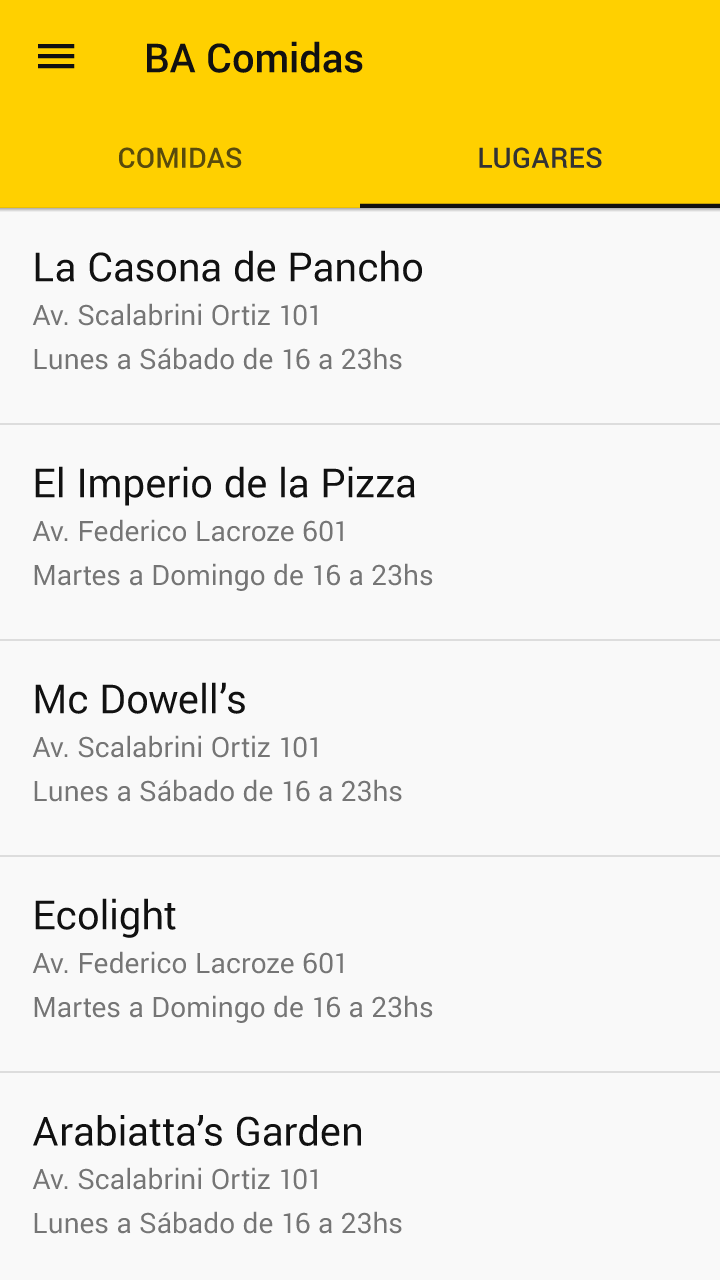 BA Comidas
COMIDAS
LUGARES
La Casona de Pancho
Av. Scalabrini Ortiz 101
Lunes a Sábado de 16 a 23hs
El Imperio de la Pizza
Av. Federico Lacroze 601
Martes a Domingo de 16 a 23hs
Mc Dowell’s
Av. Scalabrini Ortiz 101
Lunes a Sábado de 16 a 23hs
Ecolight
Av. Federico Lacroze 601
Martes a Domingo de 16 a 23hs
Arabiatta’s Garden
Av. Scalabrini Ortiz 101
Lunes a Sábado de 16 a 23hs